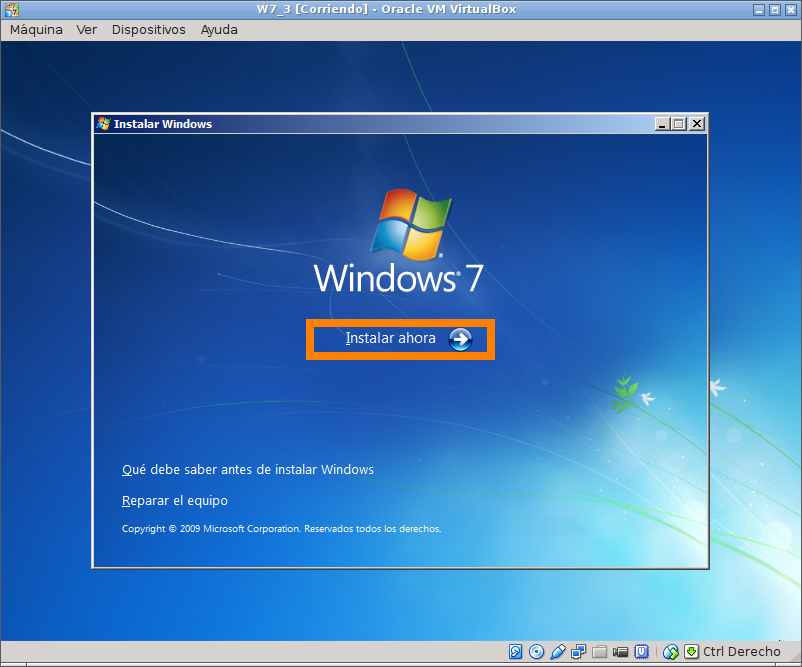 W7_3 [Corriendo] - Oracle VM VirtualBox
Máquina Ver Dispositivos Ayuda
Instalar Windows
Windows® 7
Instalar ahora
Qué debe saber antes de instalar Windows
Reparar el equipo
Copyright © 2009 Microsoft Corporation. Reservados todos los derechos.
Ctrl Derecho